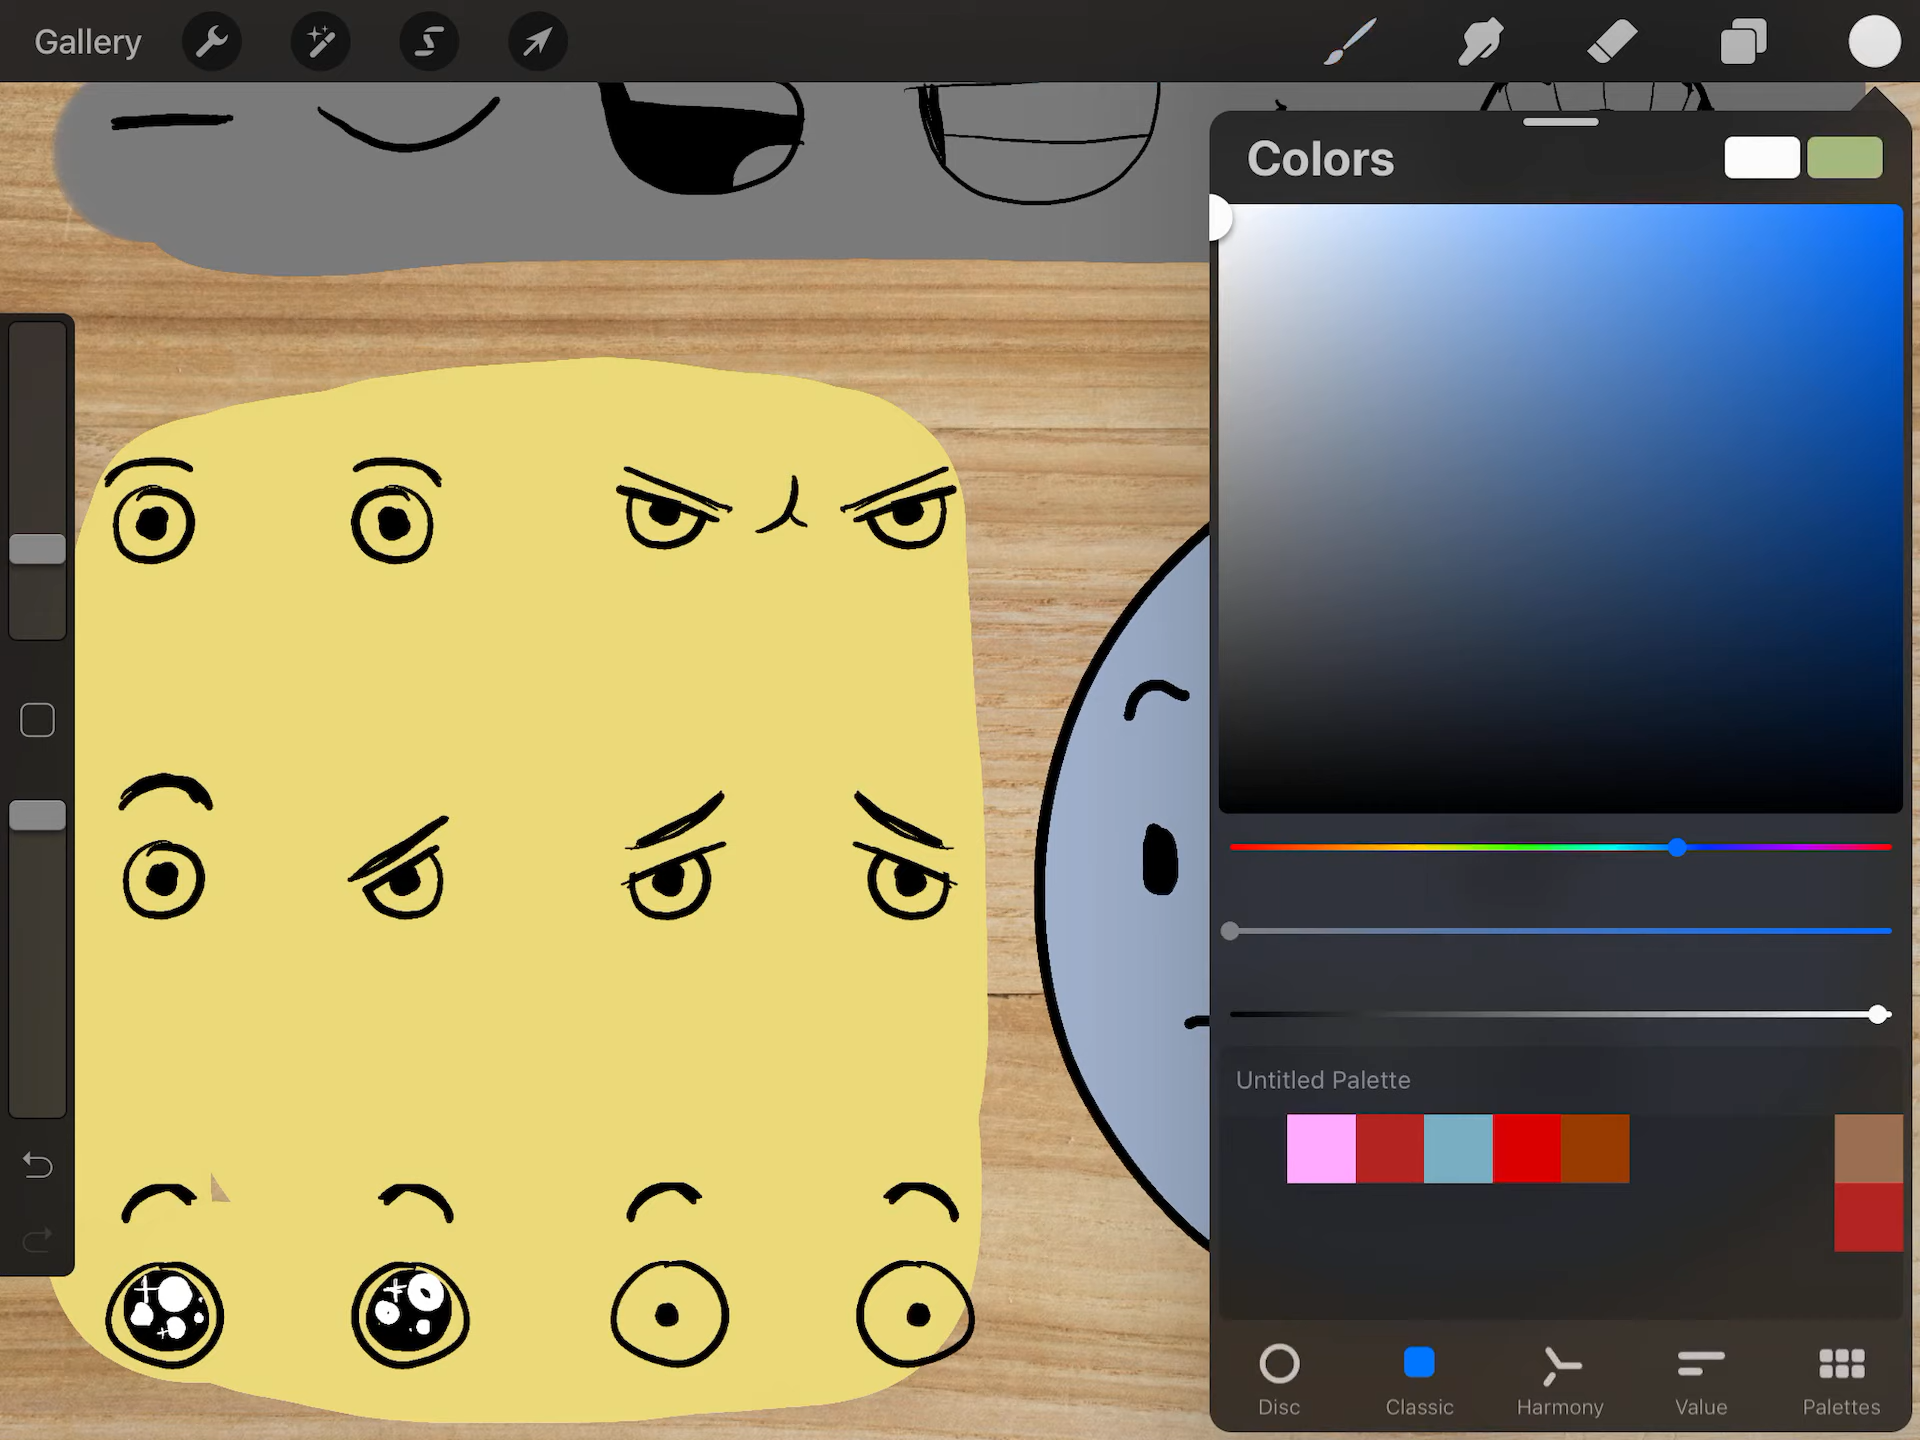 Gallery
Colors
Untitled Palette
Disc
Classic
Harmony
Value
Palettes